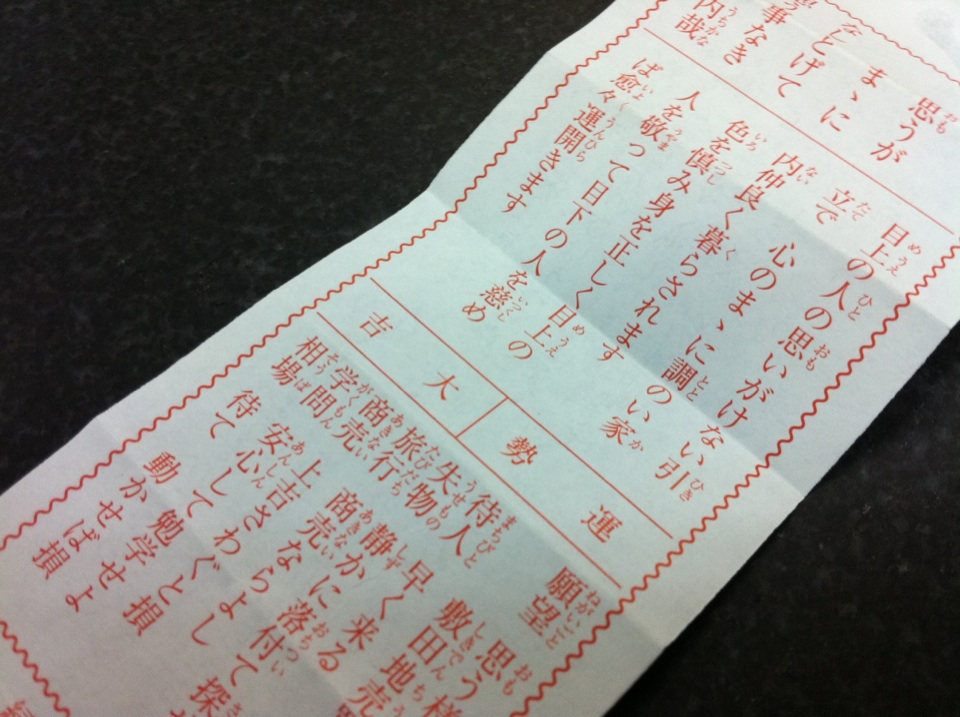 思うが
まゝに
なしとげて
事なき
内哉
目上の人の思いがけない引
立で心のまゝに調のい家
内仲良く暮らされます
色を慎み身を正しく目上の
人を敬って目下の人を慈め
ば愈々運開きます
運勢
大吉
願望 思う様
敷田地売
待人 早く来る
失物 静かに落付いて探
旅行 商売ならよし
商売 上吉さわぐと損
学問 安心して勉学せよ
相場 待て動かせば損